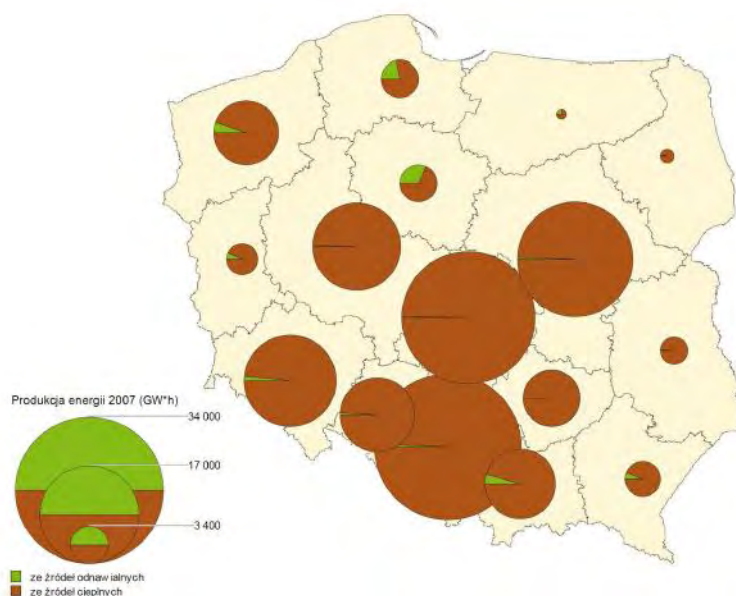 Produkcja energii 2007 (GW*h)
34 000
17 000
3 400
ze źródeł odnawialnych
ze źródeł cieplnych